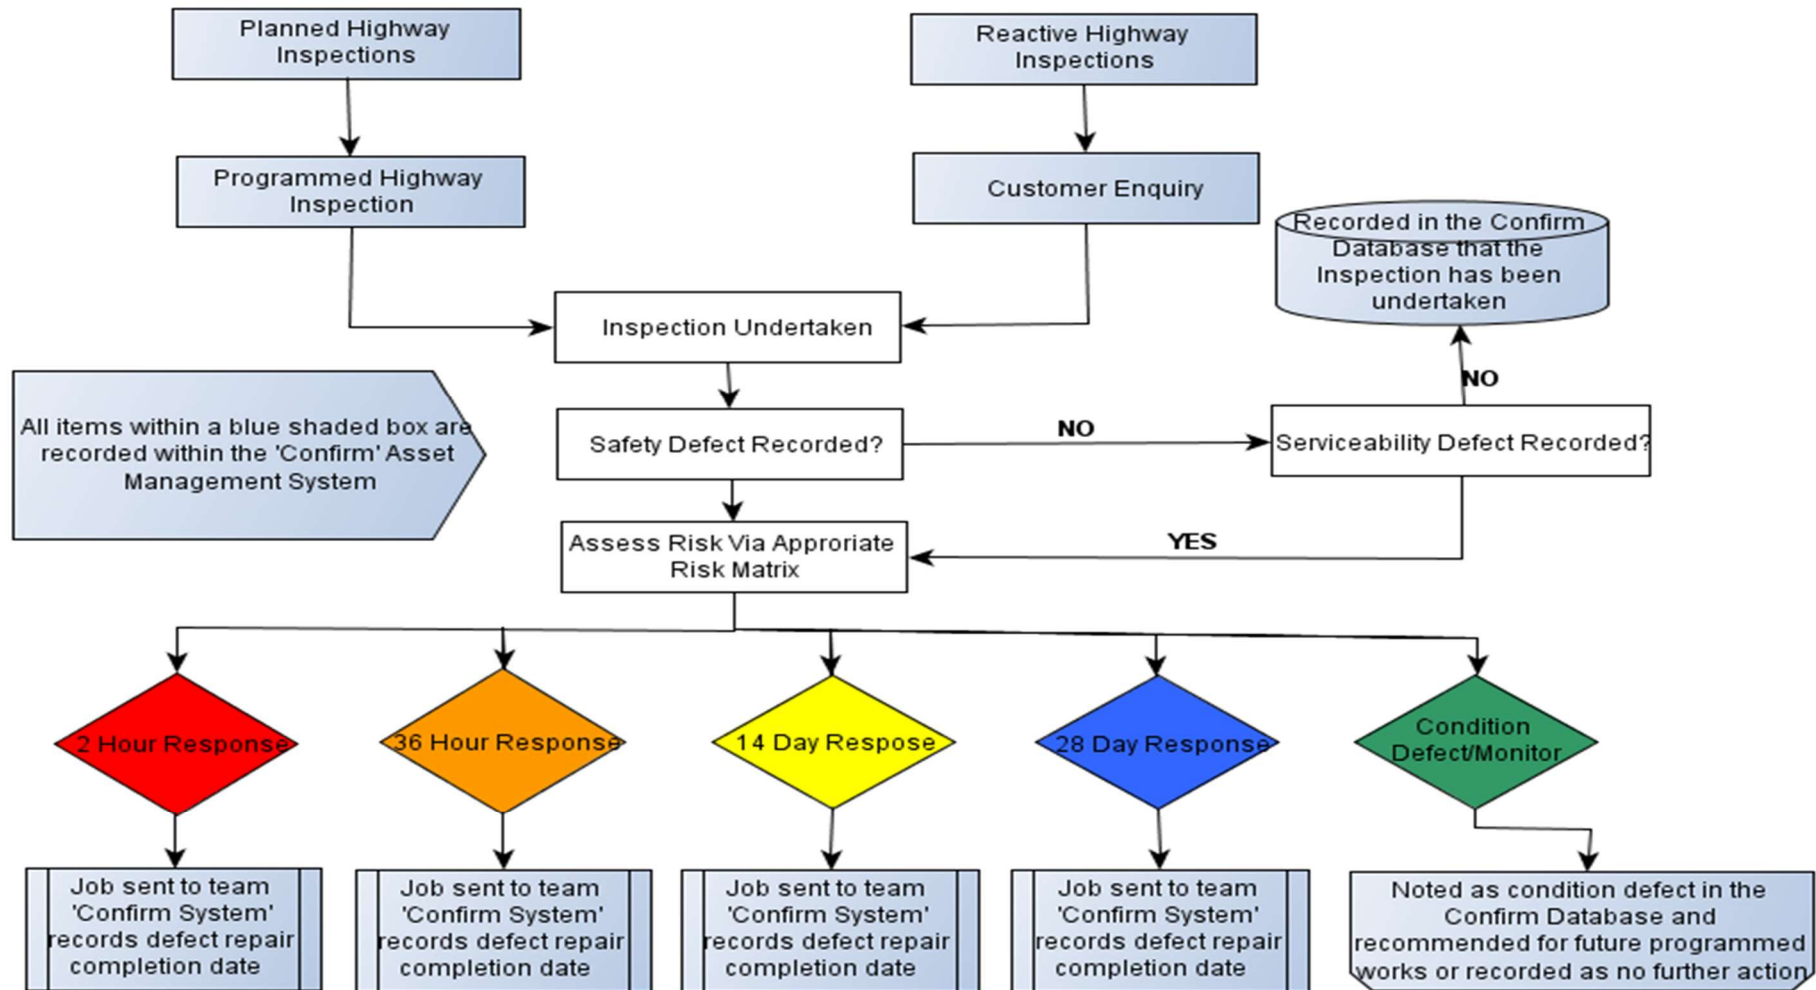 Planned Highway
Inspections
Reactive Highway
Inspections
Programmed Highway
Inspection
Customer Enquiry
Recorded in the Confirm
Database that the
Inspection has been
undertaken
Inspection Undertaken
NO
All items within a blue shaded box are
recorded within the 'Confirm' Asset
Management System
Safety Defect Recorded?
NO
Serviceability Defect Recorded?
Assess Risk Via Approriate
Risk Matrix
YES
2 Hour Response
36 Hour Response
14 Day Respose
28 Day Response
Condition
Defect/Monitor
Job sent to team
'Confirm System'
records defect repair
completion date
Job sent to team
'Confirm System'
records defect repair
completion date
Job sent to team
'Confirm System'
records defect repair
completion date
Job sent to team
'Confirm System'
records defect repair
completion date
Noted as condition defect in the
Confirm Database and
recommended for future programmed
works or recorded as no further action